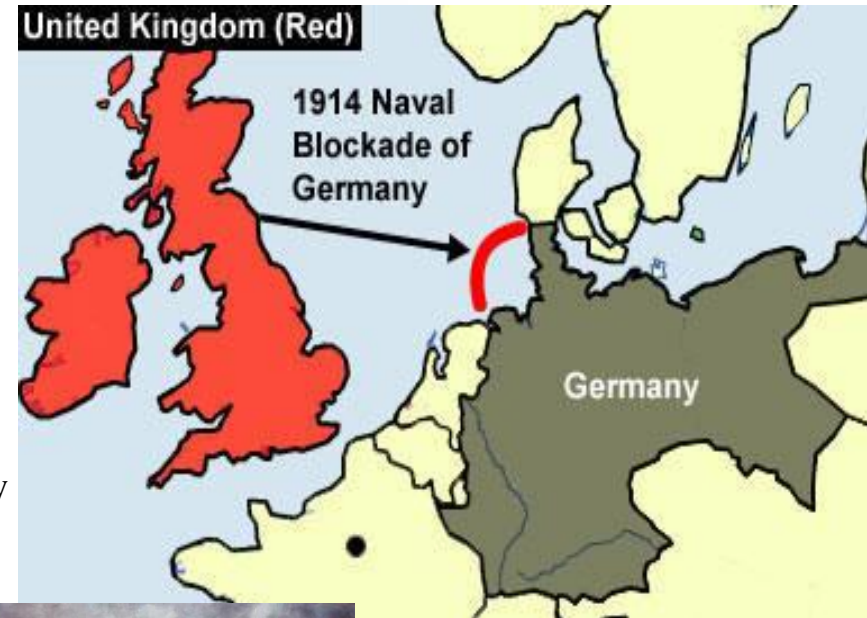 United Kingdom (Red)
1914 Naval
Blockade of
Germany
Germany
y